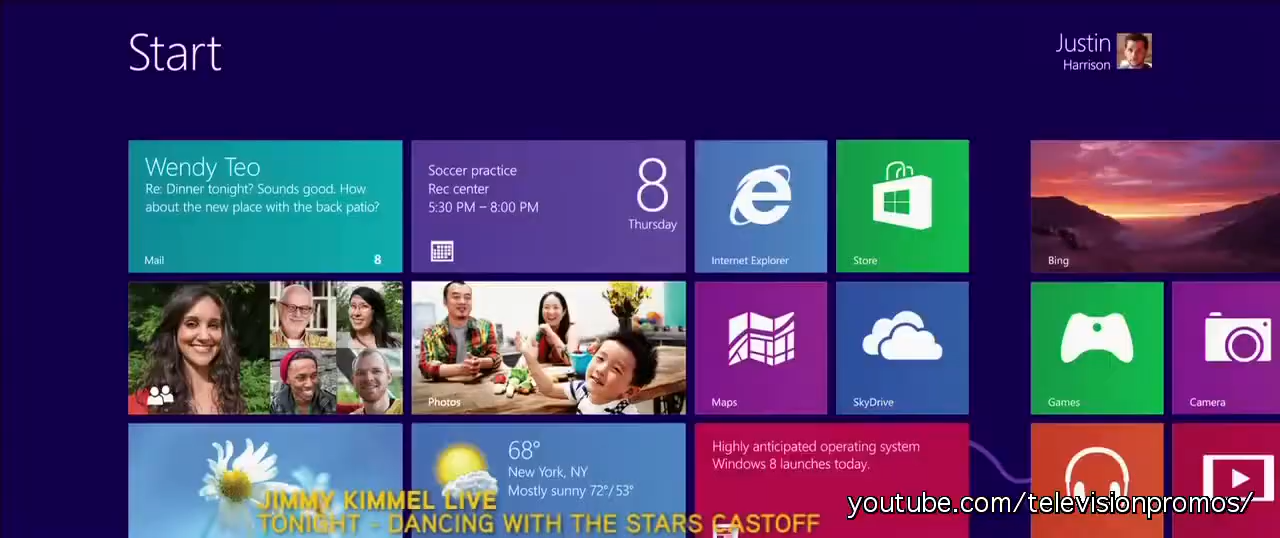 Start
Justin
Harrison
Wendy Teo
Re: Dinner tonight? Sounds good. How
about the new place with the back patio?
Mail
8
Soccer practice
Rec center
5:30 PM – 8:00 PM
8
Thursday
Internet Explorer
Store
Bing
Photos
Maps
SkyDrive
Games
Camera
68°
New York, NY
Mostly sunny 72°/53°
Highly anticipated operating system
Windows 8 launches today.
JIMMY KIMMEL LIVE
TONIGHT - DANCING WITH THE STARS CASTOFF
youtube.com/televisionpromos/